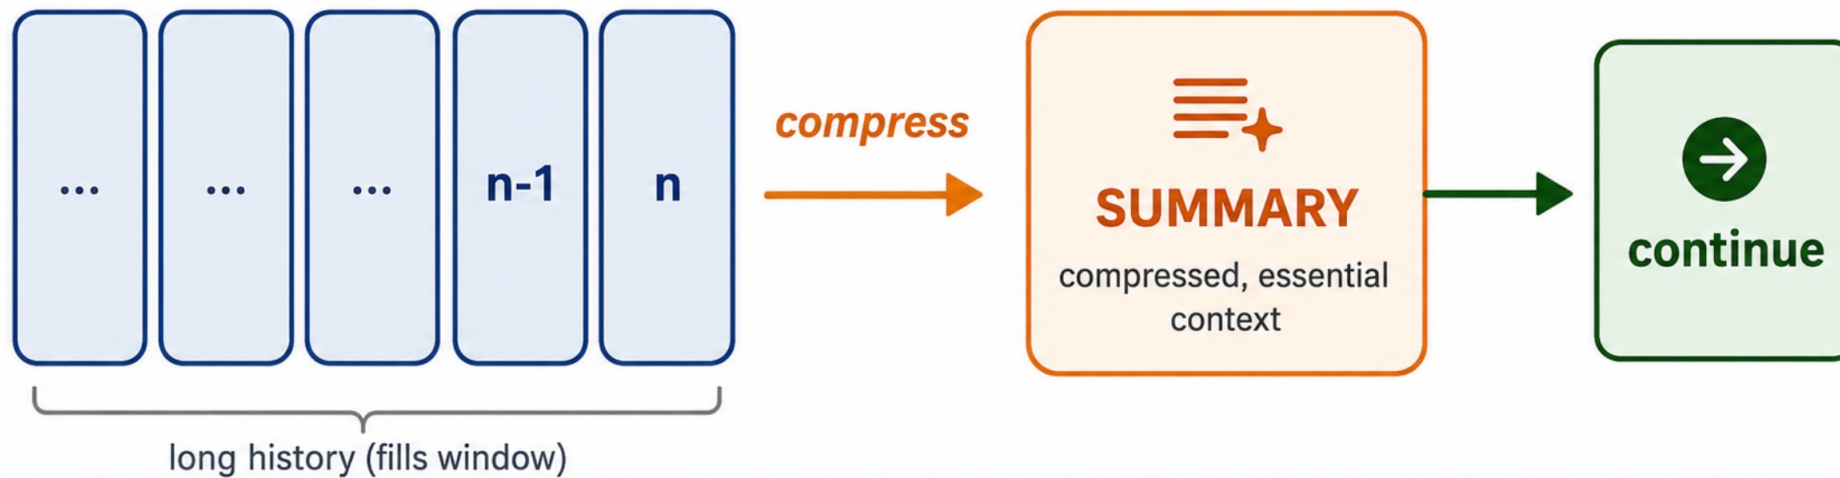 ...
...
...
n-1
n
long history (fills window)
compress
SUMMARY
compressed, essential
context
continue